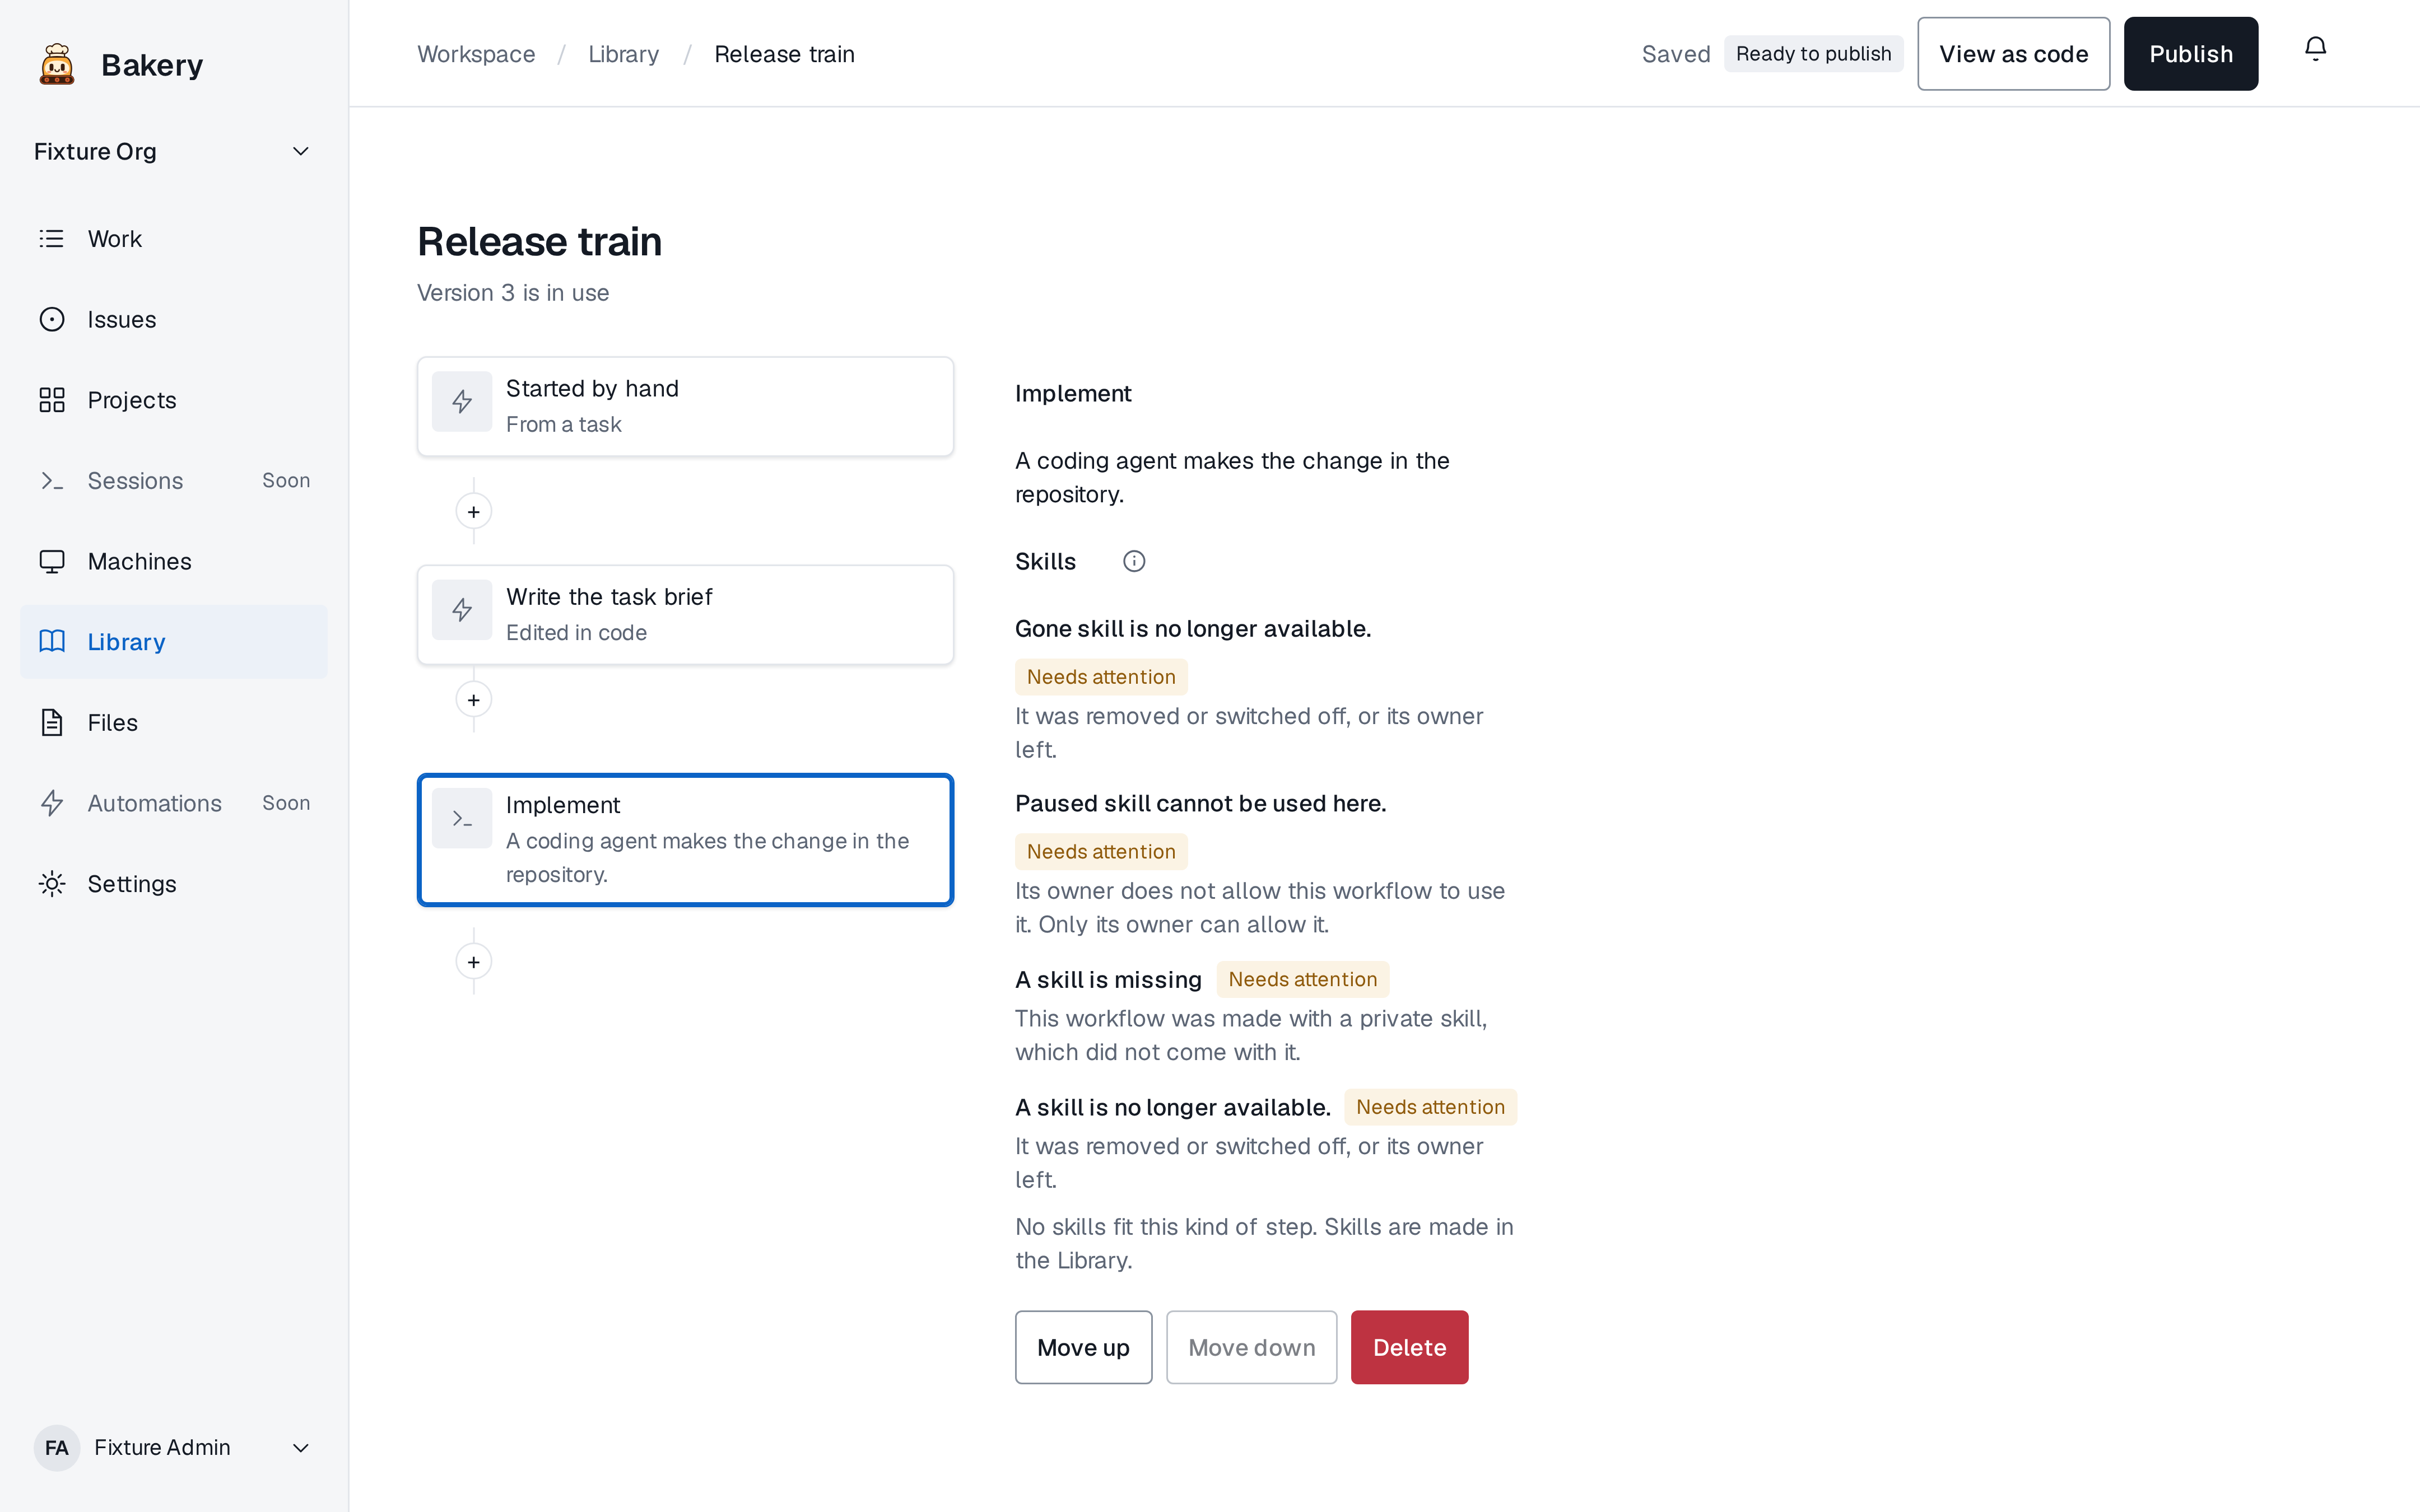 Bakery
Fixture Org
Work
Issues
Projects
Sessions Soon
Machines
Library
Files
Automations Soon
Settings
FA Fixture Admin
Workspace / Library / Release train
Saved Ready to publish View as code Publish
Release train
Version 3 is in use
Started by hand
From a task
+
Write the task brief
Edited in code
+
Implement
A coding agent makes the change in the
repository.
+
Implement
A coding agent makes the change in the
repository.
Skills
Gone skill is no longer available.
Needs attention
It was removed or switched off, or its owner
left.
Paused skill cannot be used here.
Needs attention
Its owner does not allow this workflow to use
it. Only its owner can allow it.
A skill is missing Needs attention
This workflow was made with a private skill,
which did not come with it.
A skill is no longer available. Needs attention
It was removed or switched off, or its owner
left.
No skills fit this kind of step. Skills are made in
the Library.
Move up Move down Delete